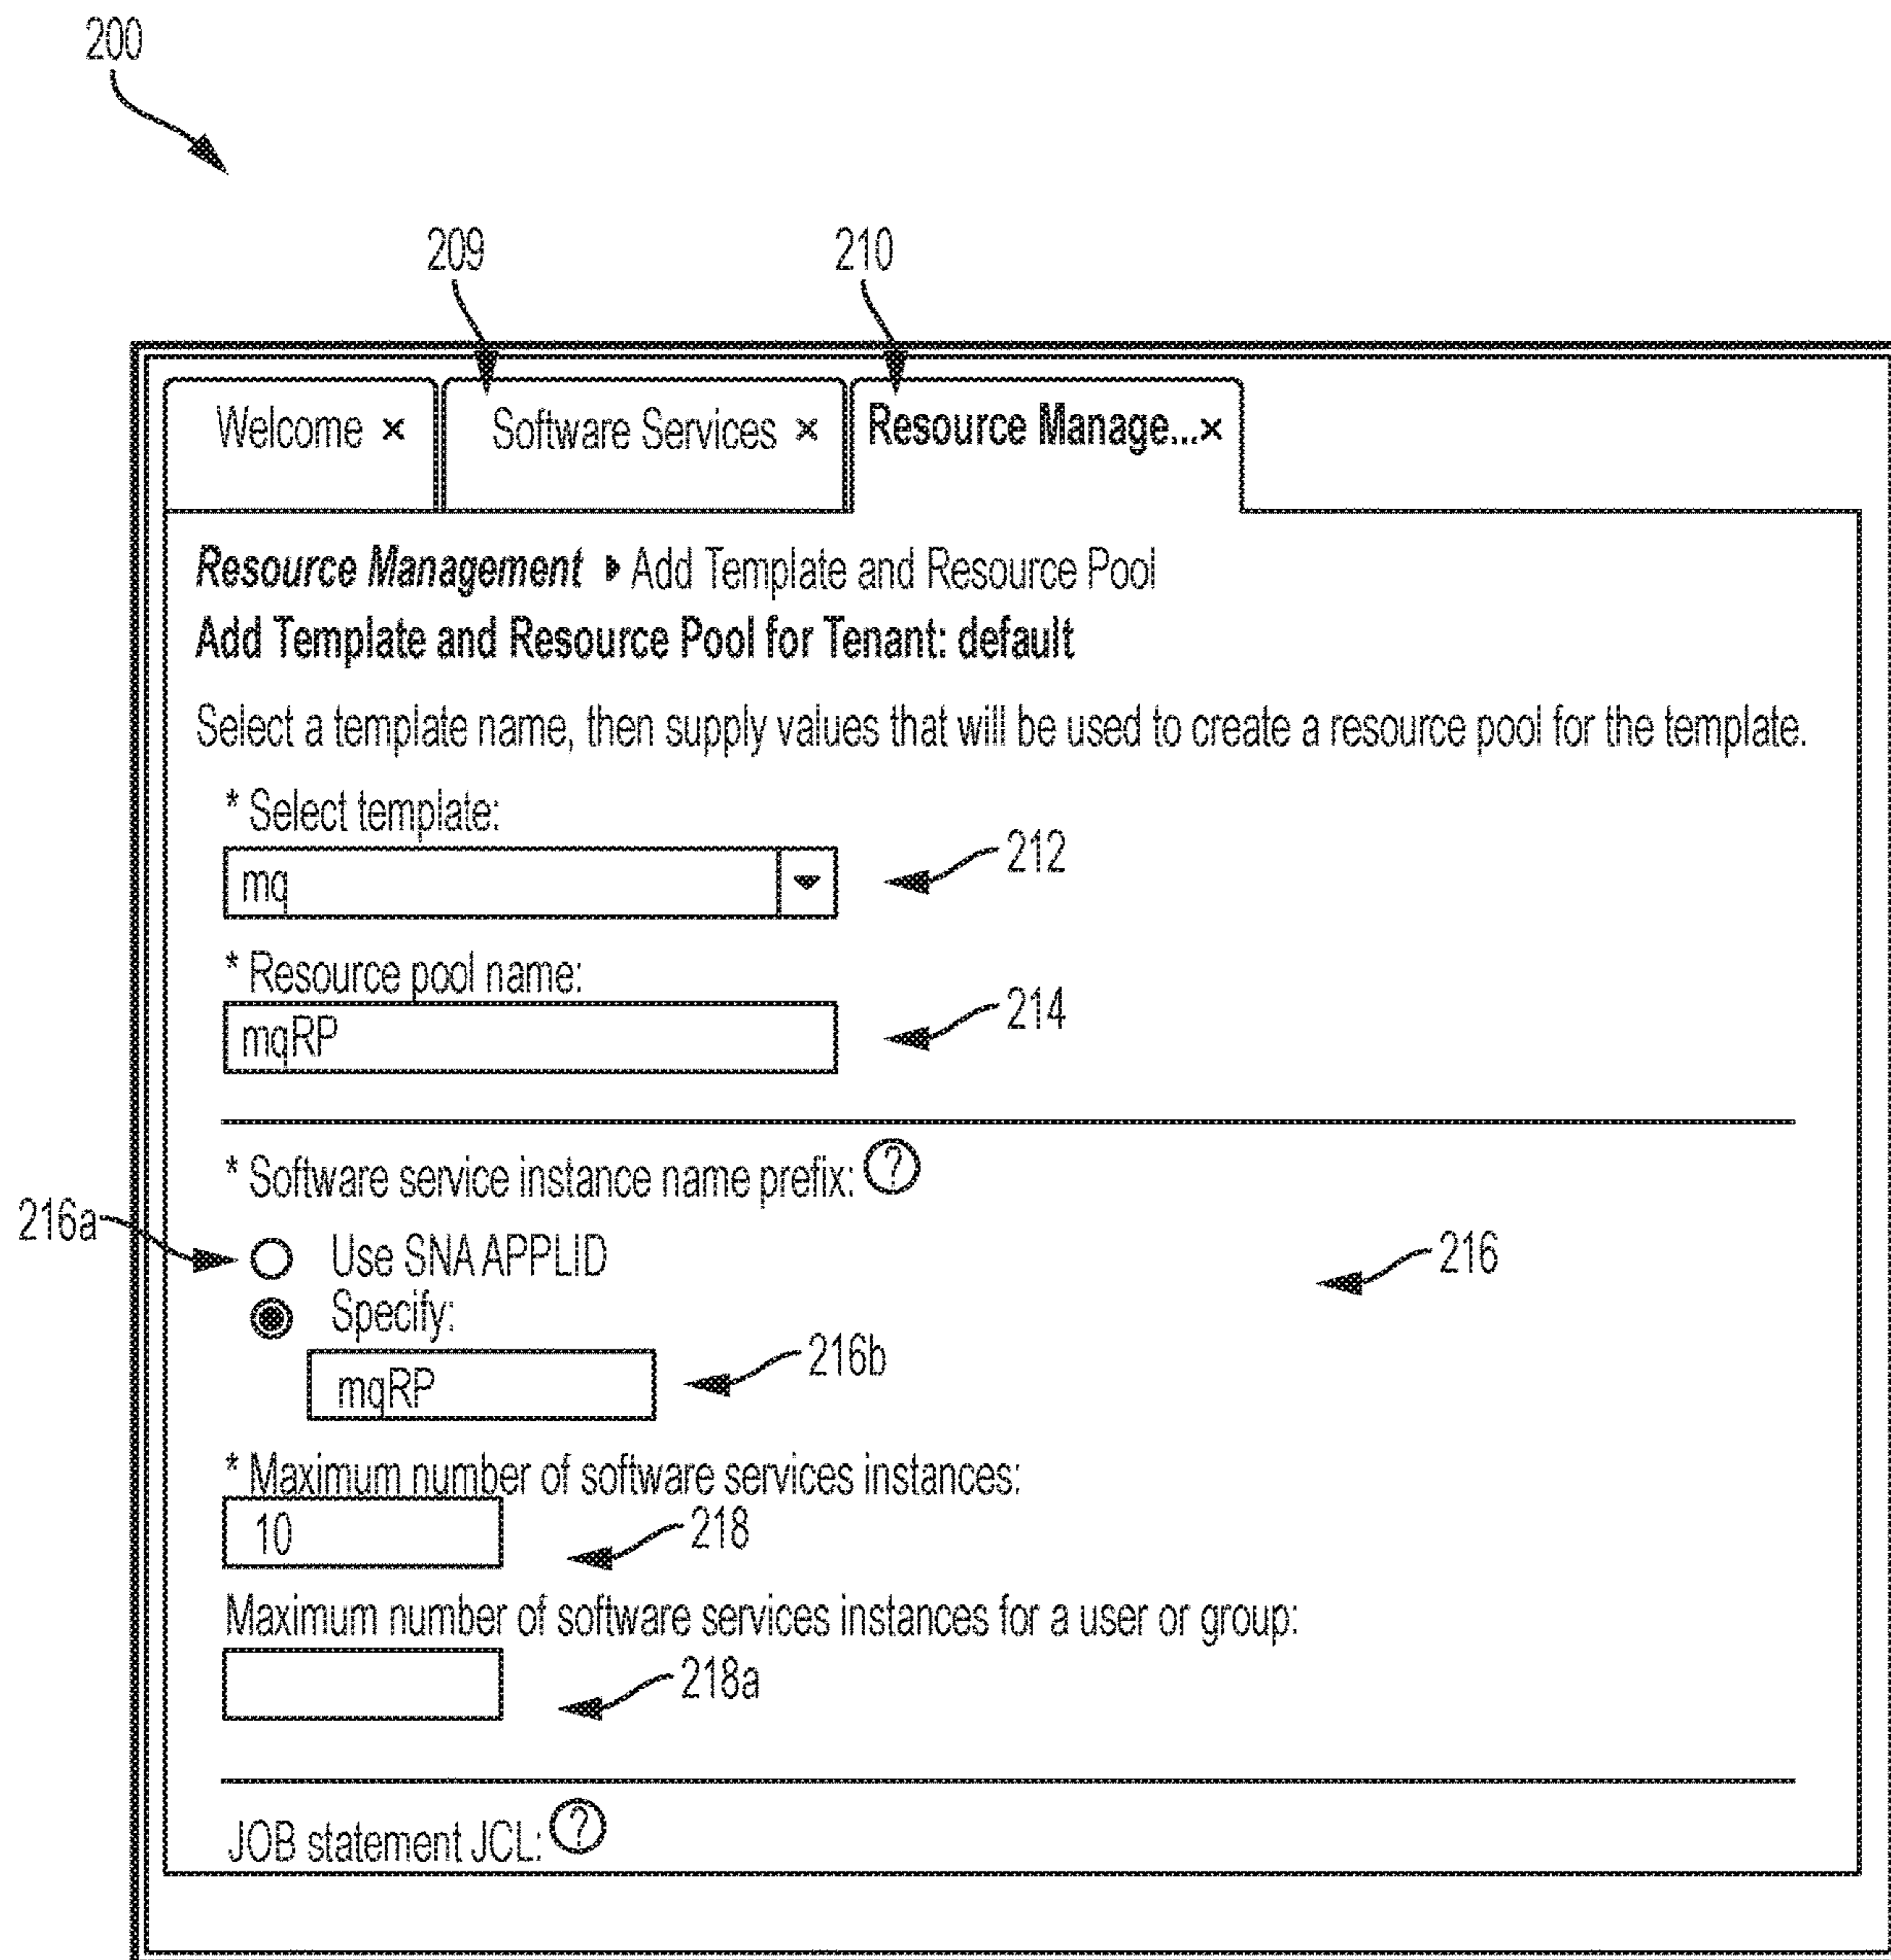 200
209 210
Welcome × Software Services × Resource Manage...×
Resource Management ▸ Add Template and Resource Pool
Add Template and Resource Pool for Tenant: default
Select a template name, then supply values that will be used to create a resource pool for the template.
* Select template:
mq 212
* Resource pool name:
mqRP 214
* Software service instance name prefix: ?
216a Use SNA APPLID 216
Specify:
mqRP 216b
* Maximum number of software services instances:
10 218
Maximum number of software services instances for a user or group:
218a
JOB statement JCL: ?